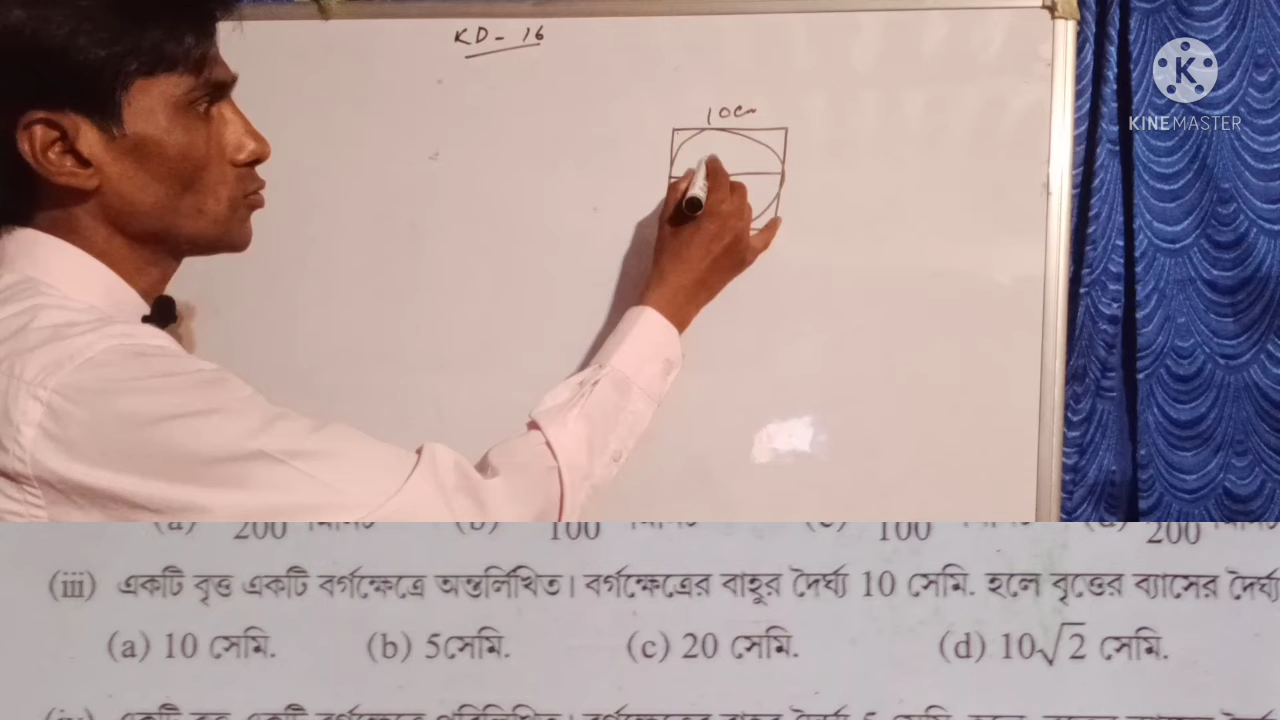 KD - 16
10cm
KINEMASTER
200
100
100
200
(iii) একটি বৃত্ত একটি বর্গক্ষেত্রে অন্তর্লিখিত। বর্গক্ষেত্রের বাহুর দৈর্ঘ্য 10 সেমি. হলে বৃত্তের ব্যাসের দৈর্ঘ্য
(a) 10 সেমি. (b) 5সেমি. (c) 20 সেমি. (d) 10√2 সেমি.